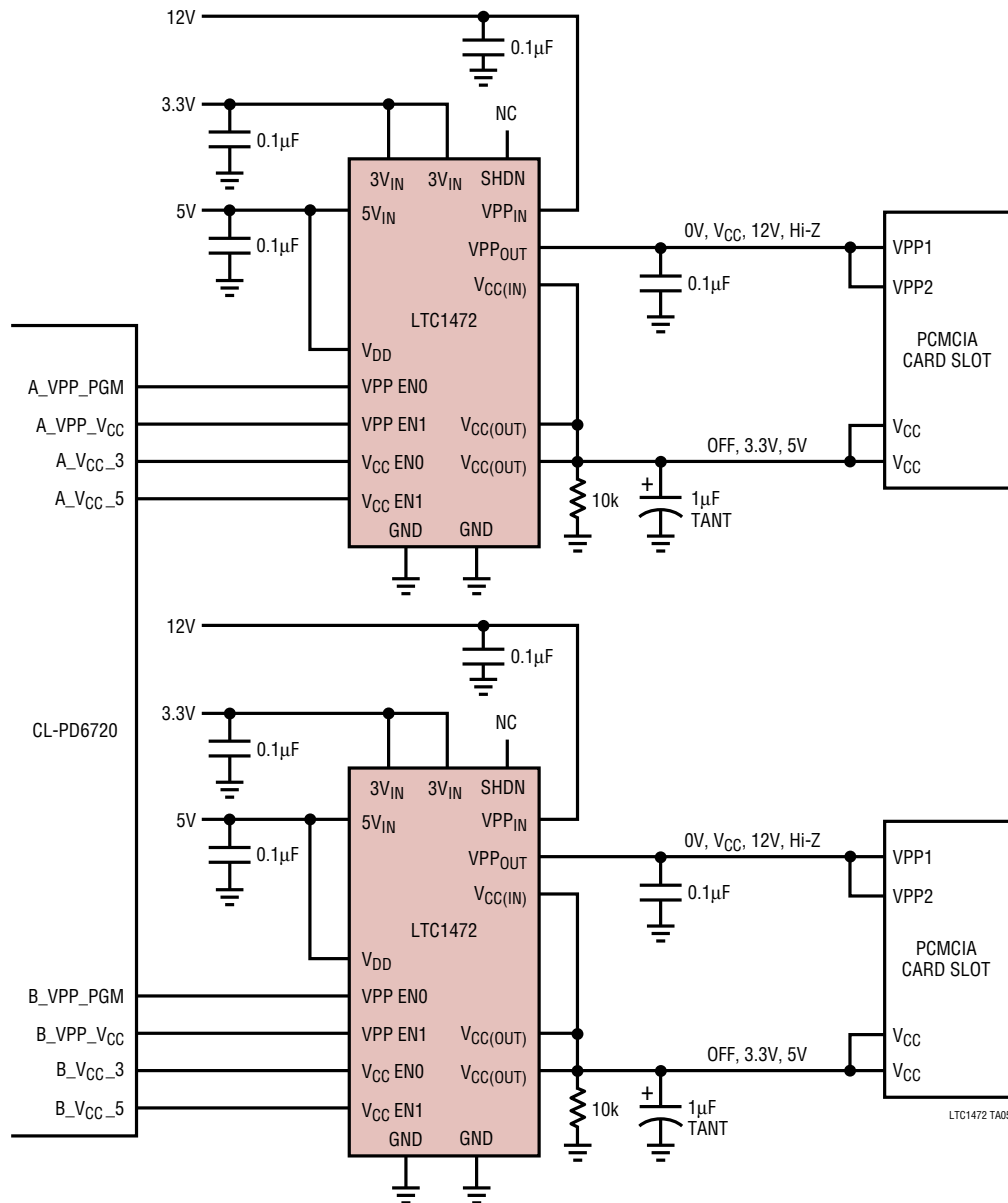 12V
0.1µF
3.3V
0.1µF
NC
3VIN 3VIN SHDN
5V
5VIN
VPPIN
0.1µF
0V, VCC, 12V, Hi-Z
VPPOUT
VPP1
0.1µF
VCC(IN)
VPP2
LTC1472
PCMCIA
CARD SLOT
VDD
A_VPP_PGM
VPP EN0
A_VPP_VCC
VPP EN1
VCC(OUT)
VCC
A_VCC_3
VCC EN0
VCC(OUT)
OFF, 3.3V, 5V
VCC
A_VCC_5
VCC EN1
10k
+
1µF
TANT
GND GND
12V
0.1µF
CL-PD6720
3.3V
0.1µF
NC
3VIN 3VIN SHDN
5V
5VIN
VPPIN
0.1µF
0V, VCC, 12V, Hi-Z
VPPOUT
VPP1
0.1µF
VCC(IN)
VPP2
LTC1472
PCMCIA
CARD SLOT
VDD
B_VPP_PGM
VPP EN0
B_VPP_VCC
VPP EN1
VCC(OUT)
VCC
B_VCC_3
VCC EN0
VCC(OUT)
OFF, 3.3V, 5V
VCC
B_VCC_5
VCC EN1
10k
+
1µF
TANT
GND GND
LTC1472